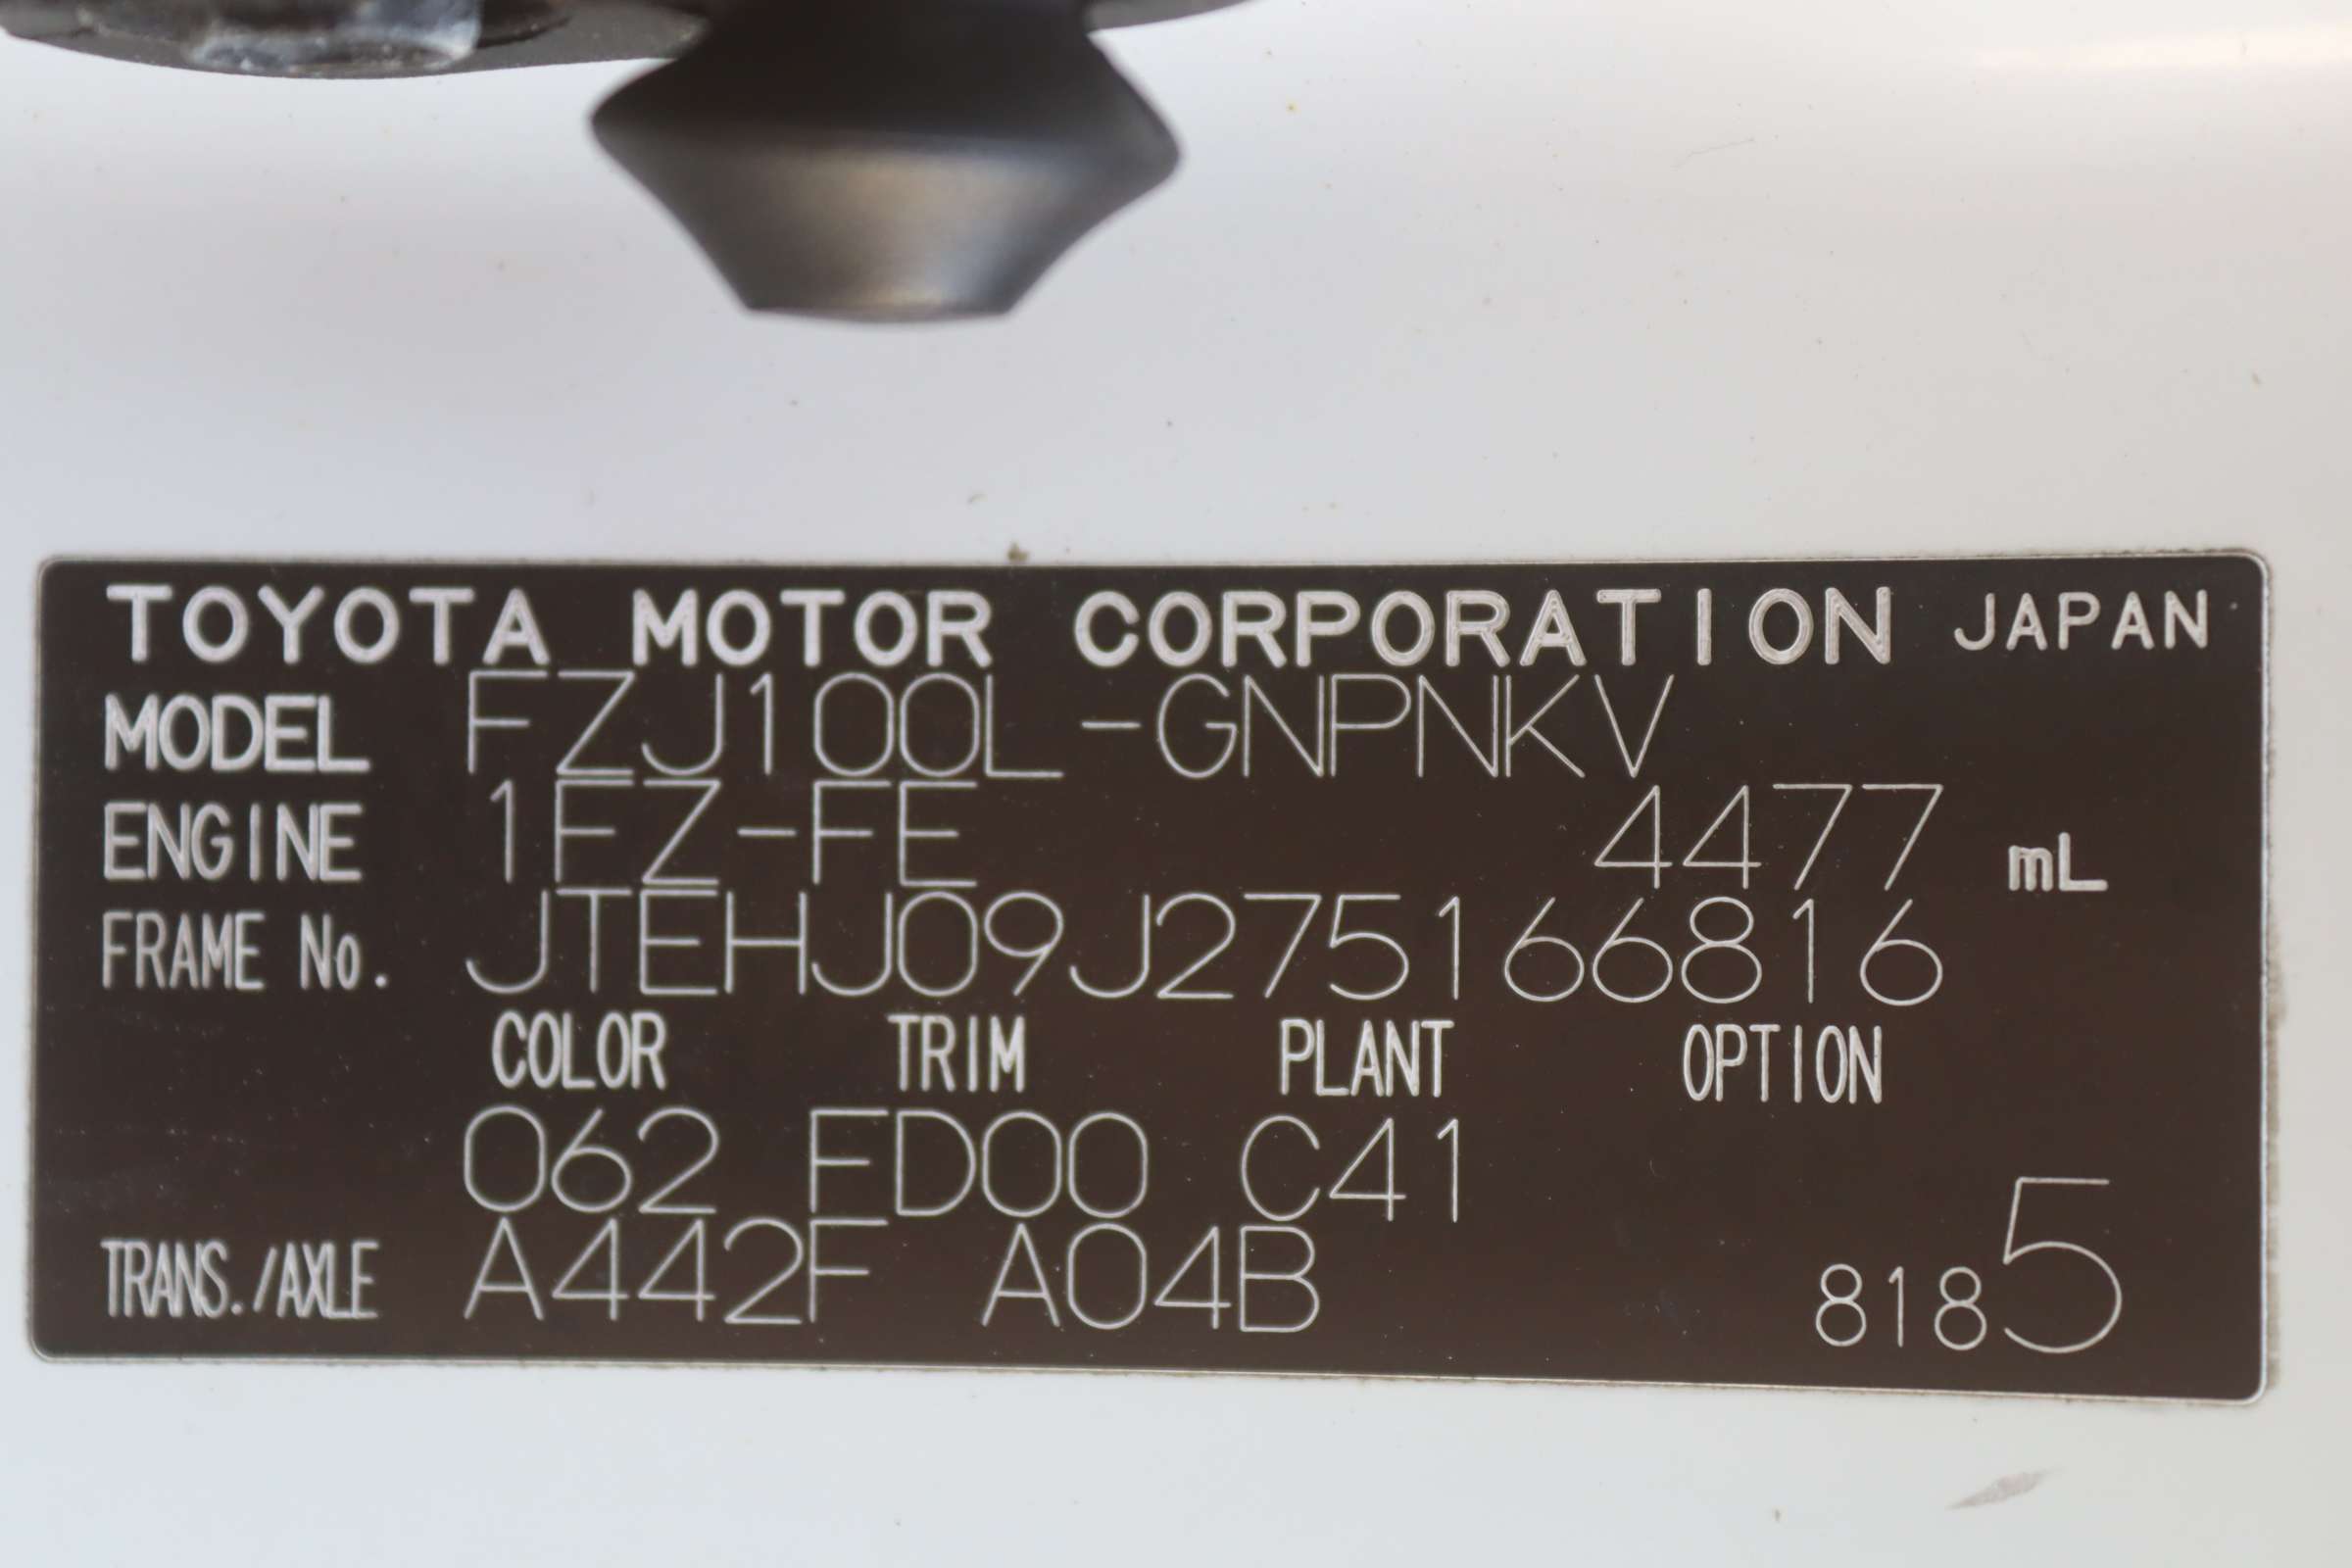 TOYOTA MOTOR CORPORATION JAPAN
MODEL FZJ100L-GNPNKV
ENGINE 1FZ-FE 4477 mL
FRAME No. JTEHJ09J275166816
COLOR TRIM PLANT OPTION
062 FD00 C41
TRANS./AXLE A442F A04B 8185